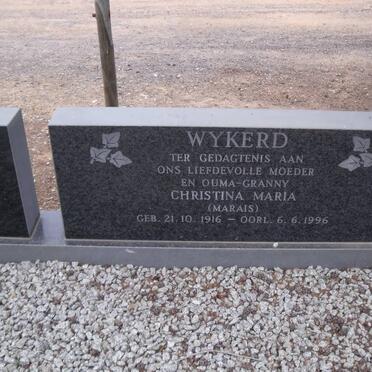 WYKERD
TER GEDAGTENIS AAN
ONS LIEFDEVOLLE MOEDER
EN OUMA-GRANNY
CHRISTINA MARIA
(MARAIS)
GEB. 21. 10. 1916 – OORL. 6. 6. 1996